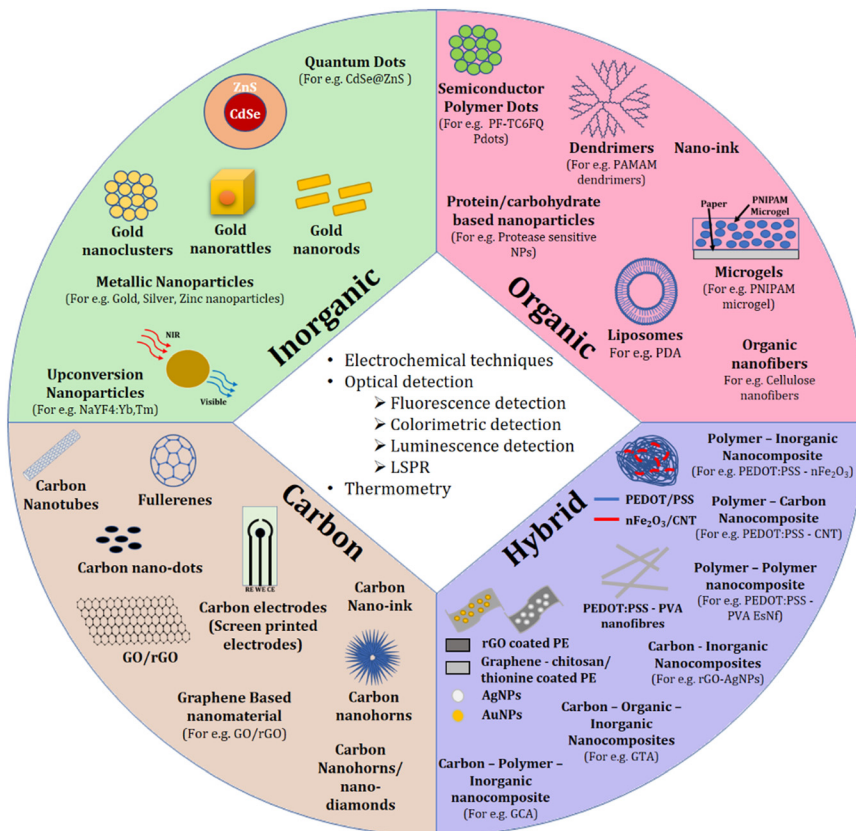 Quantum Dots
(For e.g. CdSe@ZnS )
ZnS
CdSe
Gold
nanoclusters
Gold
nanorattles
Gold
nanorods
Metallic Nanoparticles
(For e.g. Gold, Silver, Zinc nanoparticles)
NIR
Upconversion
Nanoparticles
(For e.g. NaYF4:Yb,Tm)
Visible
Inorganic
Semiconductor
Polymer Dots
(For e.g. PF-TC6FQ
Pdots)
Dendrimers
(For e.g. PAMAM
dendrimers)
Nano-ink
Protein/carbohydrate
based nanoparticles
(For e.g. Protease sensitive
NPs)
Paper
PNIPAM
Microgel
Microgels
(For e.g. PNIPAM
microgel)
Liposomes
For e.g. PDA)
Organic
nanofibers
For e.g. Cellulose
nanofibers)
Organic
• Electrochemical techniques
• Optical detection
➤ Fluorescence detection
➤ Colorimetric detection
➤ Luminescence detection
➤ LSPR
• Thermometry
Carbon
Nanotubes
Fullerenes
Carbon nano-dots
RE WE CE
Carbon electrodes
(Screen printed
electrodes)
GO/rGO
Carbon
Nano-ink
Carbon
nanohorns
Graphene Based
nanomaterial
(For e.g. GO/rGO)
Carbon
Nanohorns/
nano-
diamonds
Carbon
Polymer – Inorganic
Nanocomposite
(For e.g. PEDOT:PSS - nFe₂O₃)
PEDOT/PSS
nFe₂O₃/CNT
Polymer – Carbon
Nanocomposite
(For e.g. PEDOT:PSS - CNT)
Polymer – Polymer
nanocomposite
(For e.g. PEDOT:PSS -
PVA EsNf)
PEDOT:PSS - PVA
nanofibres
rGO coated PE
Graphene - chitosan/
thionine coated PE
AgNPs
AuNPs
Carbon - Inorganic
Nanocomposites
(For e.g. rGO-AgNPs)
Carbon – Organic –
Inorganic
Nanocomposites
(For e.g. GTA)
Carbon – Polymer –
Inorganic
nanocomposite
(For e.g. GCA)
Hybrid